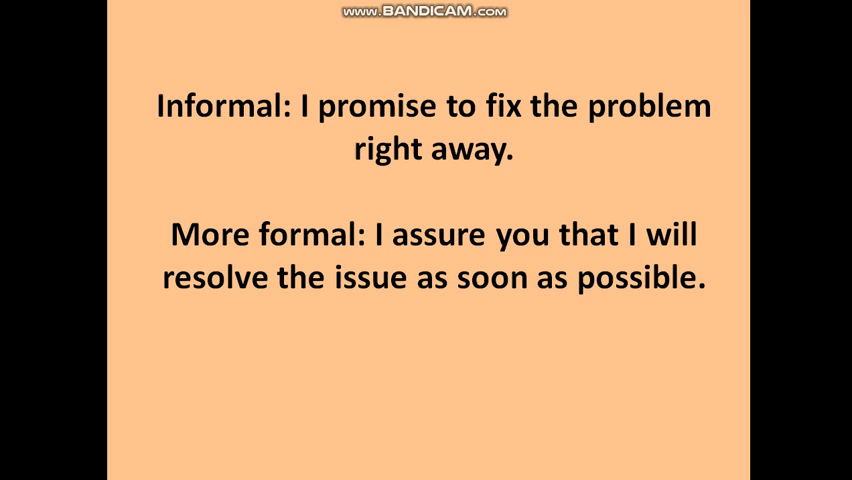 www.BANDICAM.com
Informal: I promise to fix the problem
right away.
More formal: I assure you that I will
resolve the issue as soon as possible.